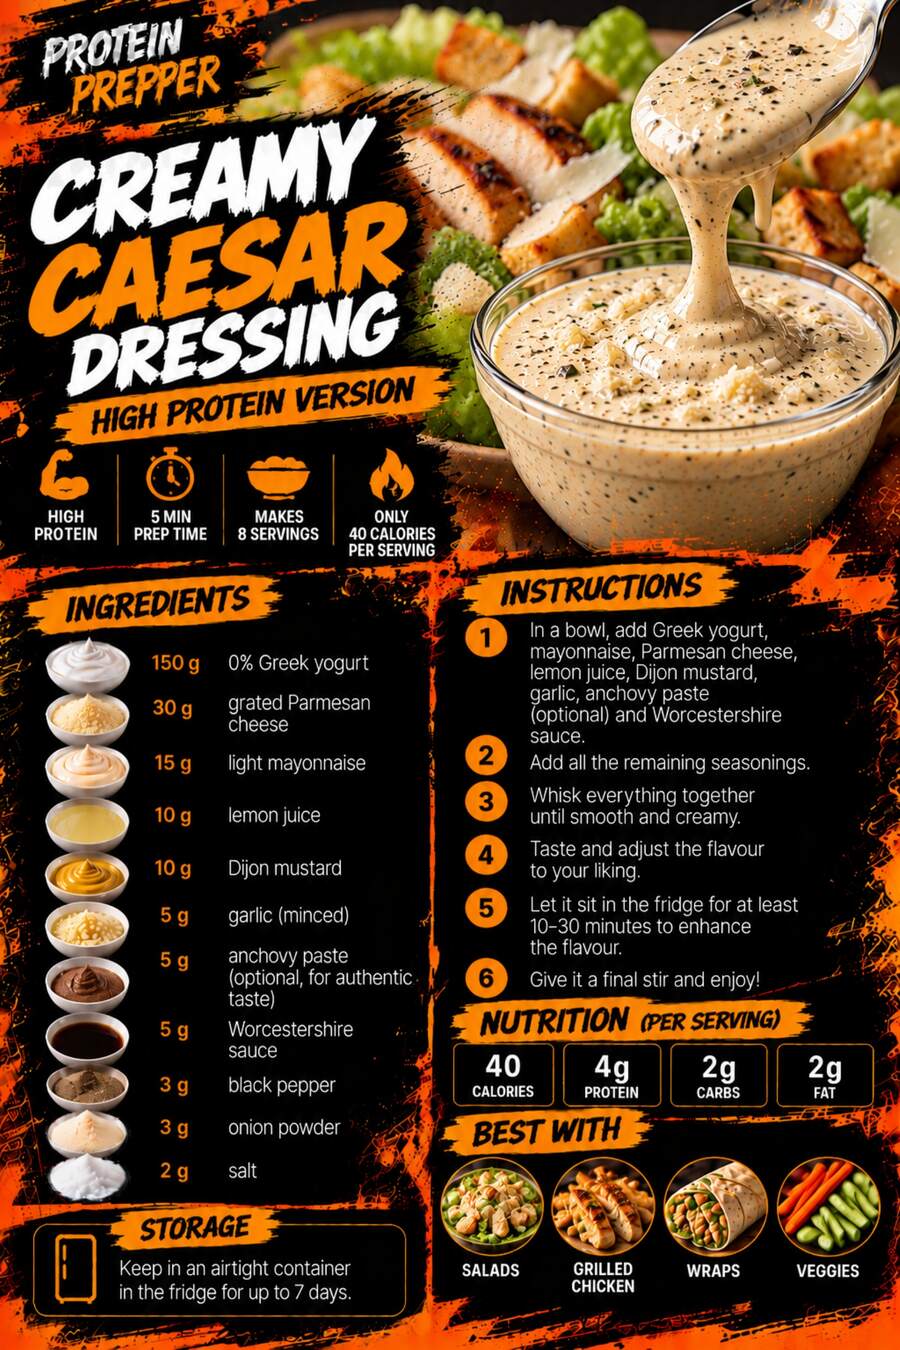 PROTEIN
PREPPER
CREAMY
CAESAR
DRESSING
HIGH PROTEIN VERSION
HIGH
PROTEIN
5 MIN
PREP TIME
MAKES
8 SERVINGS
ONLY
40 CALORIES
PER SERVING
INGREDIENTS
150 g 0% Greek yogurt
30 g grated Parmesan
cheese
15 g light mayonnaise
10 g lemon juice
10 g Dijon mustard
5 g garlic (minced)
5 g anchovy paste
(optional, for authentic
taste)
5 g Worcestershire
sauce
3 g black pepper
3 g onion powder
2 g salt
STORAGE
Keep in an airtight container
in the fridge for up to 7 days.
INSTRUCTIONS
1 In a bowl, add Greek yogurt,
mayonnaise, Parmesan cheese,
lemon juice, Dijon mustard,
garlic, anchovy paste
(optional) and Worcestershire
sauce.
2 Add all the remaining seasonings.
3 Whisk everything together
until smooth and creamy.
4 Taste and adjust the flavour
to your liking.
5 Let it sit in the fridge for at least
10–30 minutes to enhance
the flavour.
6 Give it a final stir and enjoy!
NUTRITION (PER SERVING)
40
CALORIES
4g
PROTEIN
2g
CARBS
2g
FAT
BEST WITH
SALADS
GRILLED
CHICKEN
WRAPS
VEGGIES